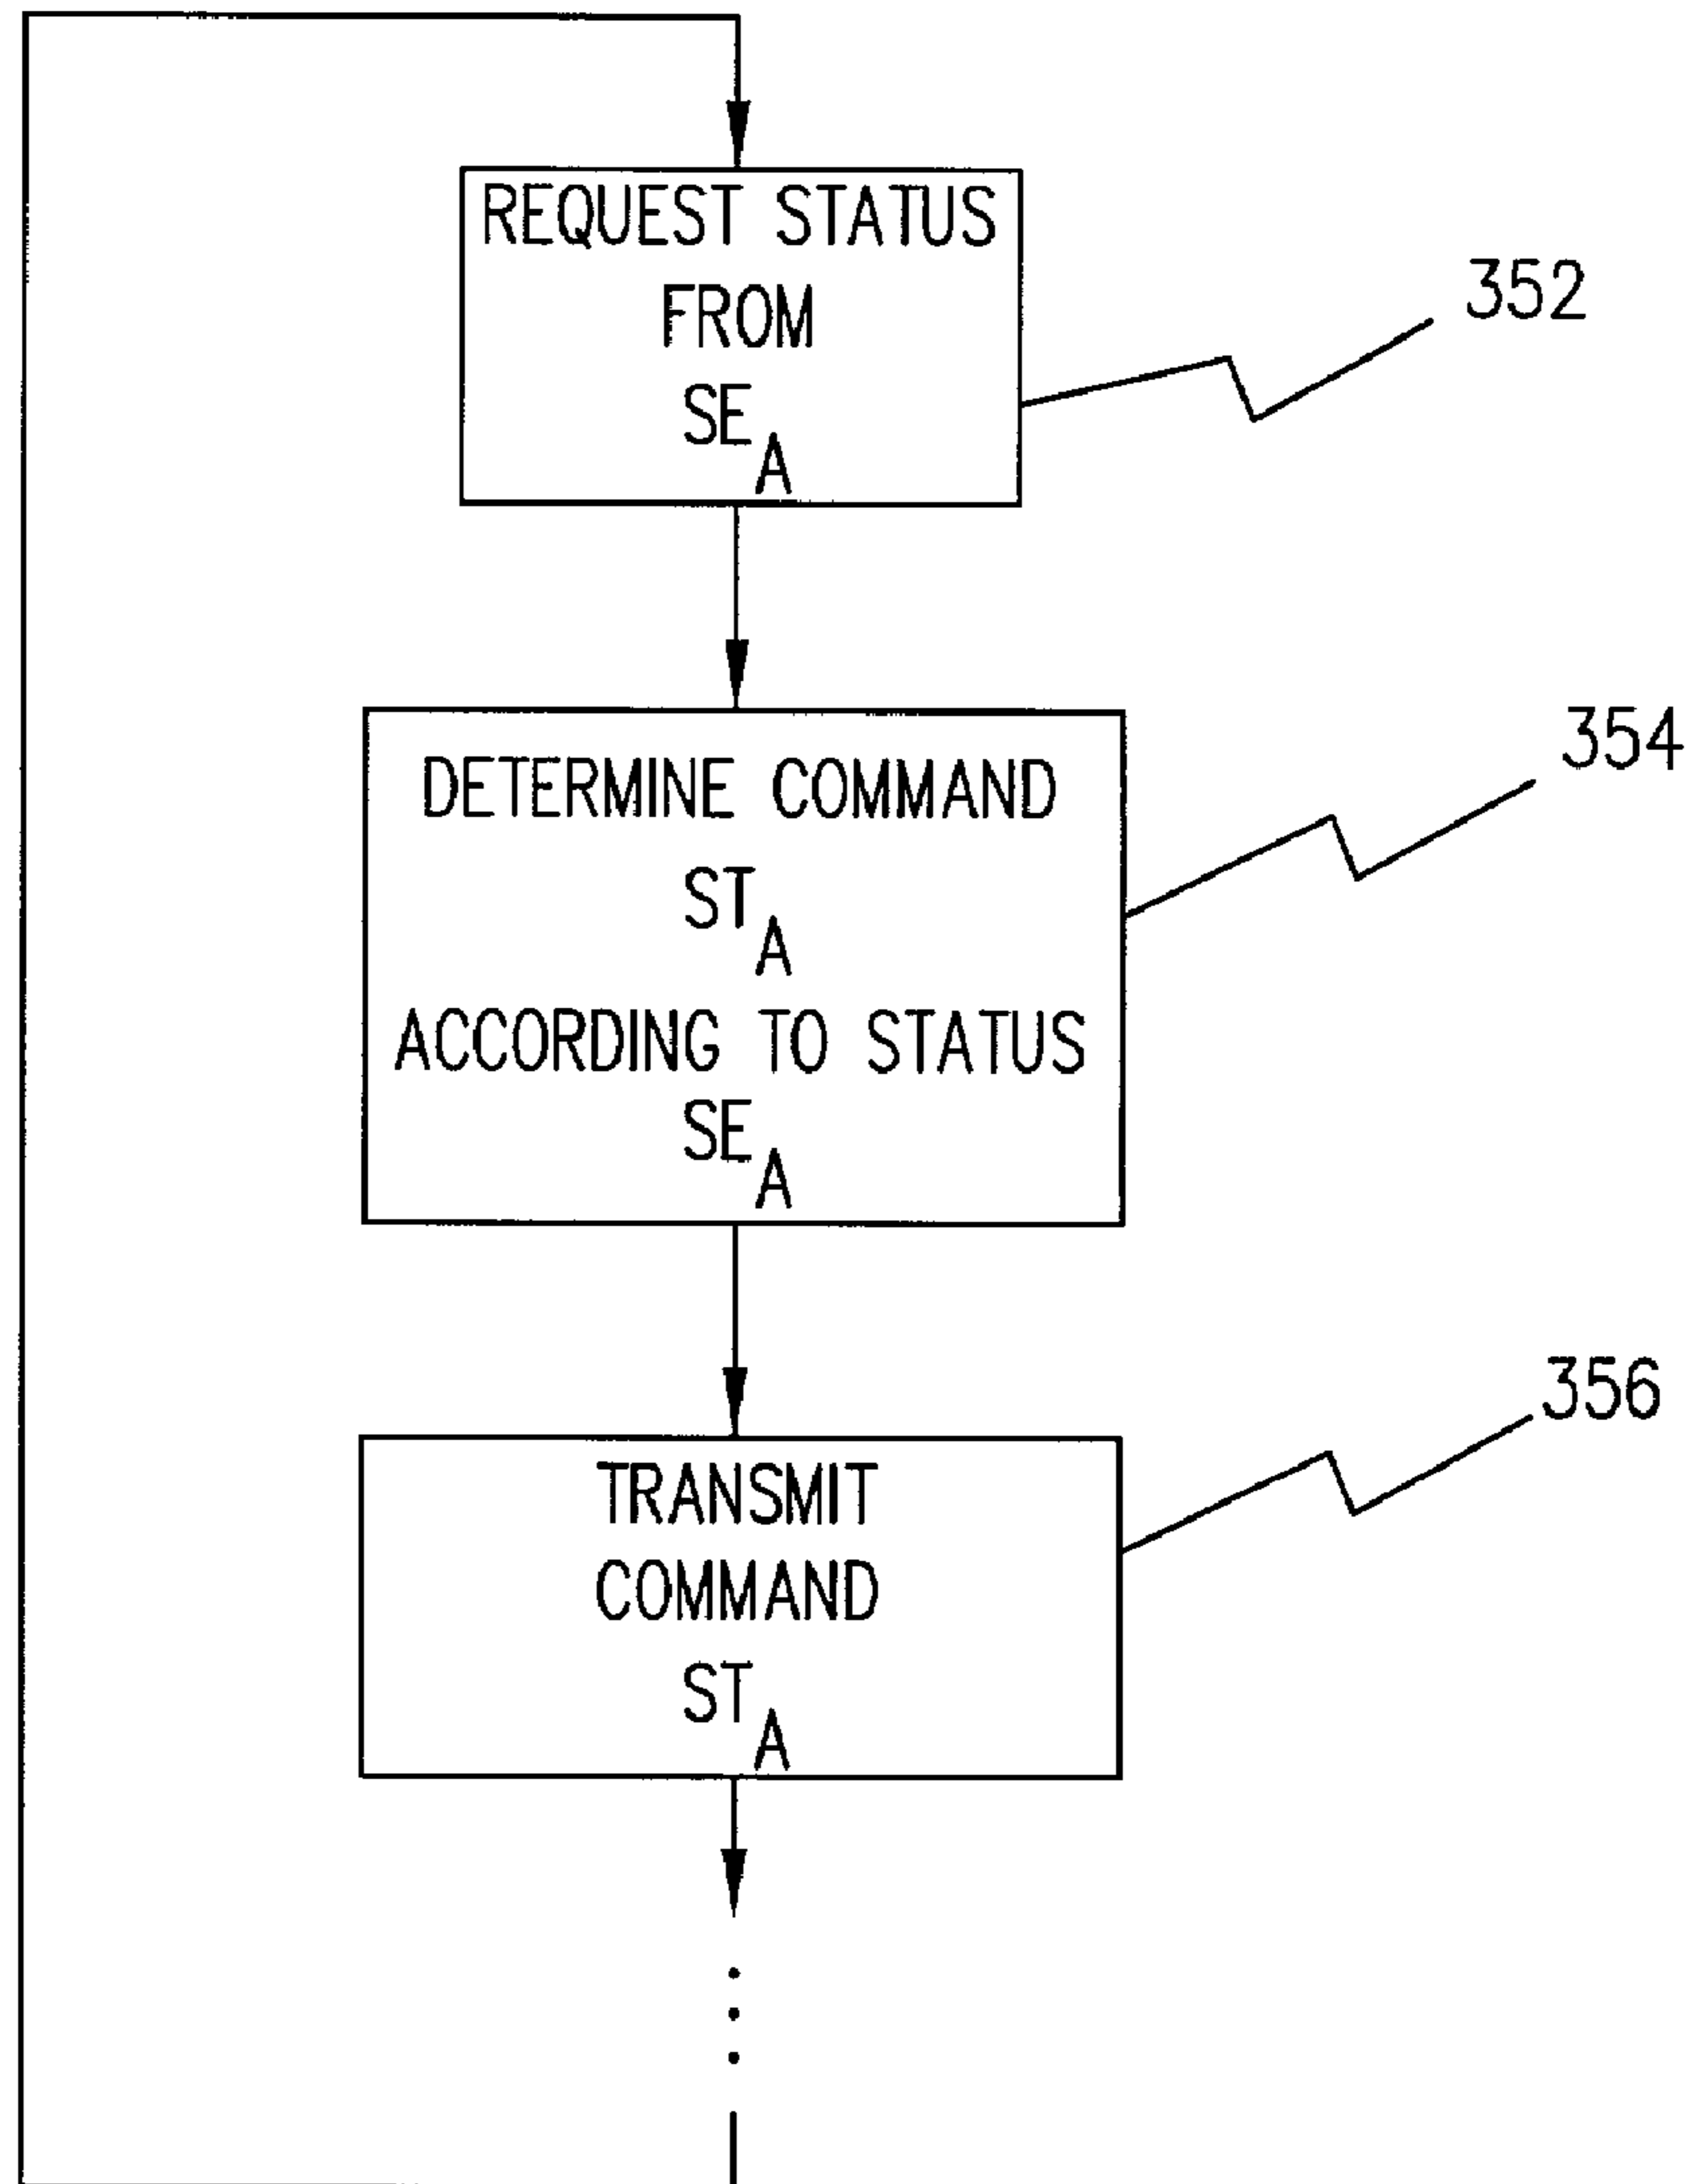 REQUEST STATUS
FROM
SE
A
352
DETERMINE COMMAND
ST
A
ACCORDING TO STATUS
SE
A
354
TRANSMIT
COMMAND
ST
A
356